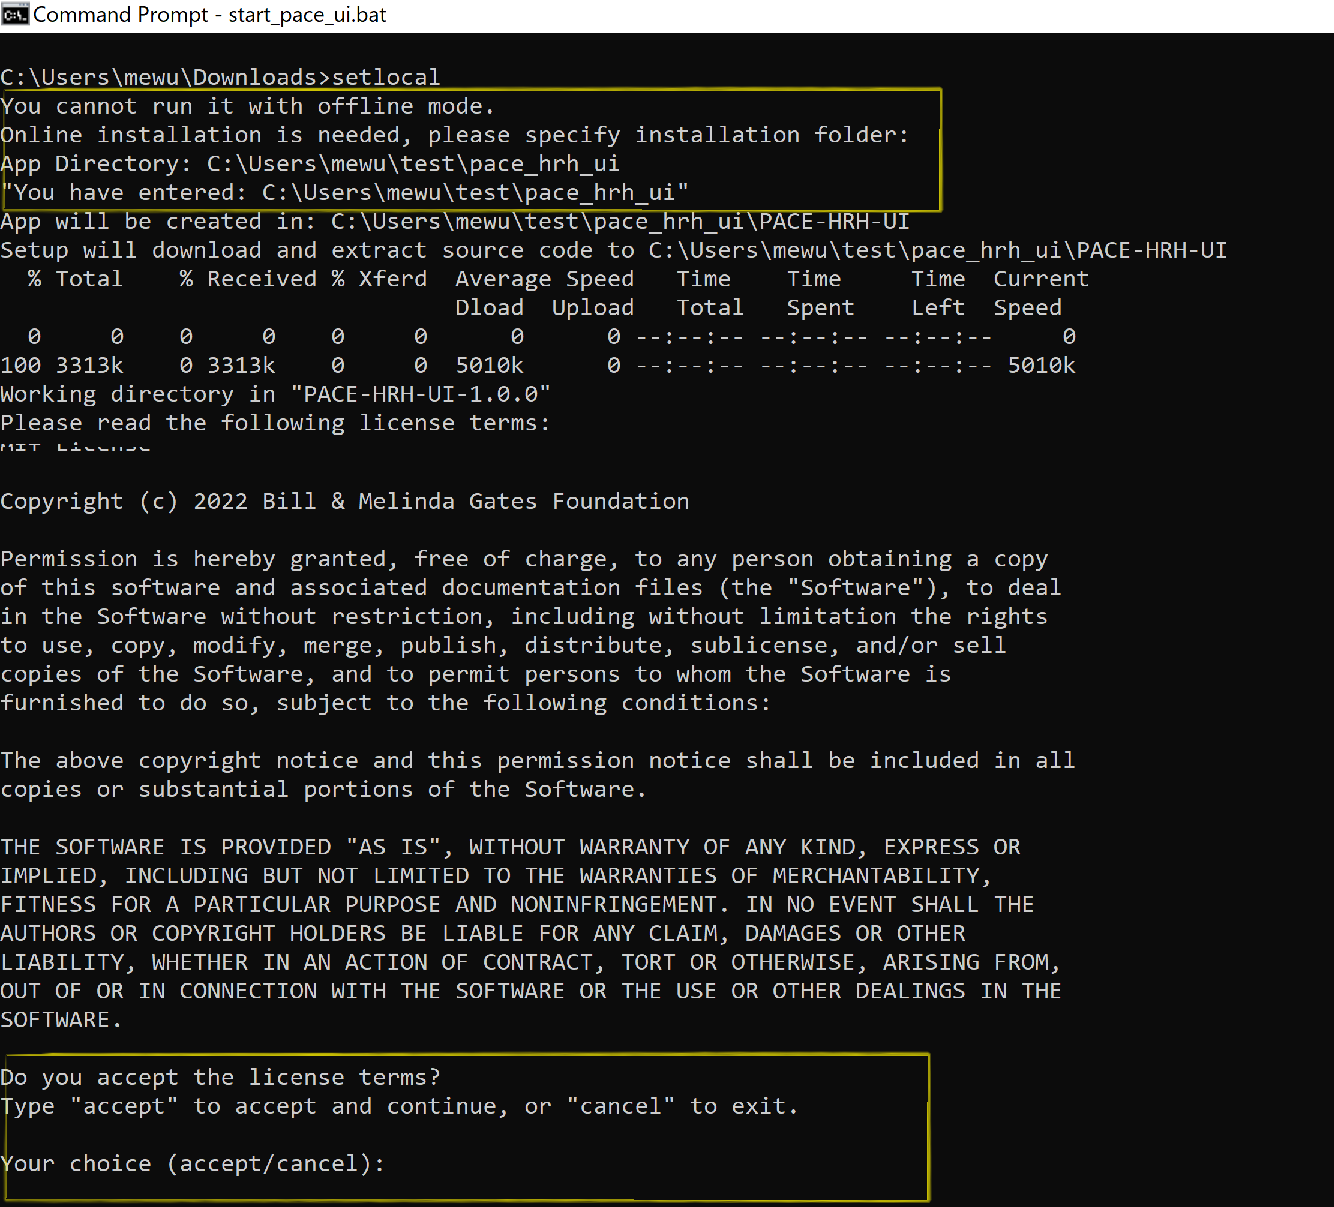 Command Prompt - start_pace_ui.bat
C:\Users\mewu\Downloads>setlocal
You cannot run it with offline mode.
Online installation is needed, please specify installation folder:
App Directory: C:\Users\mewu\test\pace_hrh_ui
"You have entered: C:\Users\mewu\test\pace_hrh_ui"
App will be created in: C:\Users\mewu\test\pace_hrh_ui\PACE-HRH-UI
Setup will download and extract source code to C:\Users\mewu\test\pace_hrh_ui\PACE-HRH-UI
% Total % Received % Xferd Average Speed Time Time Time Current
Dload Upload Total Spent Left Speed
0 0 0 0 0 0 0 0 --:--:-- --:--:-- --:--:-- 0
100 3313k 0 3313k 0 0 5010k 0 --:--:-- --:--:-- --:--:-- 5010k
Working directory in "PACE-HRH-UI-1.0.0"
Please read the following license terms:
MIT License
Copyright (c) 2022 Bill & Melinda Gates Foundation
Permission is hereby granted, free of charge, to any person obtaining a copy
of this software and associated documentation files (the "Software"), to deal
in the Software without restriction, including without limitation the rights
to use, copy, modify, merge, publish, distribute, sublicense, and/or sell
copies of the Software, and to permit persons to whom the Software is
furnished to do so, subject to the following conditions:
The above copyright notice and this permission notice shall be included in all
copies or substantial portions of the Software.
THE SOFTWARE IS PROVIDED "AS IS", WITHOUT WARRANTY OF ANY KIND, EXPRESS OR
IMPLIED, INCLUDING BUT NOT LIMITED TO THE WARRANTIES OF MERCHANTABILITY,
FITNESS FOR A PARTICULAR PURPOSE AND NONINFRINGEMENT. IN NO EVENT SHALL THE
AUTHORS OR COPYRIGHT HOLDERS BE LIABLE FOR ANY CLAIM, DAMAGES OR OTHER
LIABILITY, WHETHER IN AN ACTION OF CONTRACT, TORT OR OTHERWISE, ARISING FROM,
OUT OF OR IN CONNECTION WITH THE SOFTWARE OR THE USE OR OTHER DEALINGS IN THE
SOFTWARE.
Do you accept the license terms?
Type "accept" to accept and continue, or "cancel" to exit.
Your choice (accept/cancel):